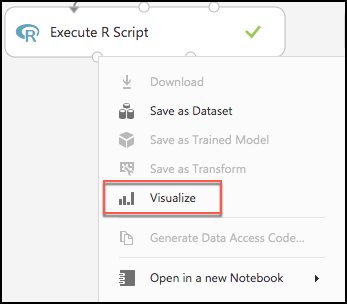 R Execute R Script
Download
Save as Dataset
Save as Trained Model
Save as Transform
Visualize
Generate Data Access Code...
Open in a new Notebook